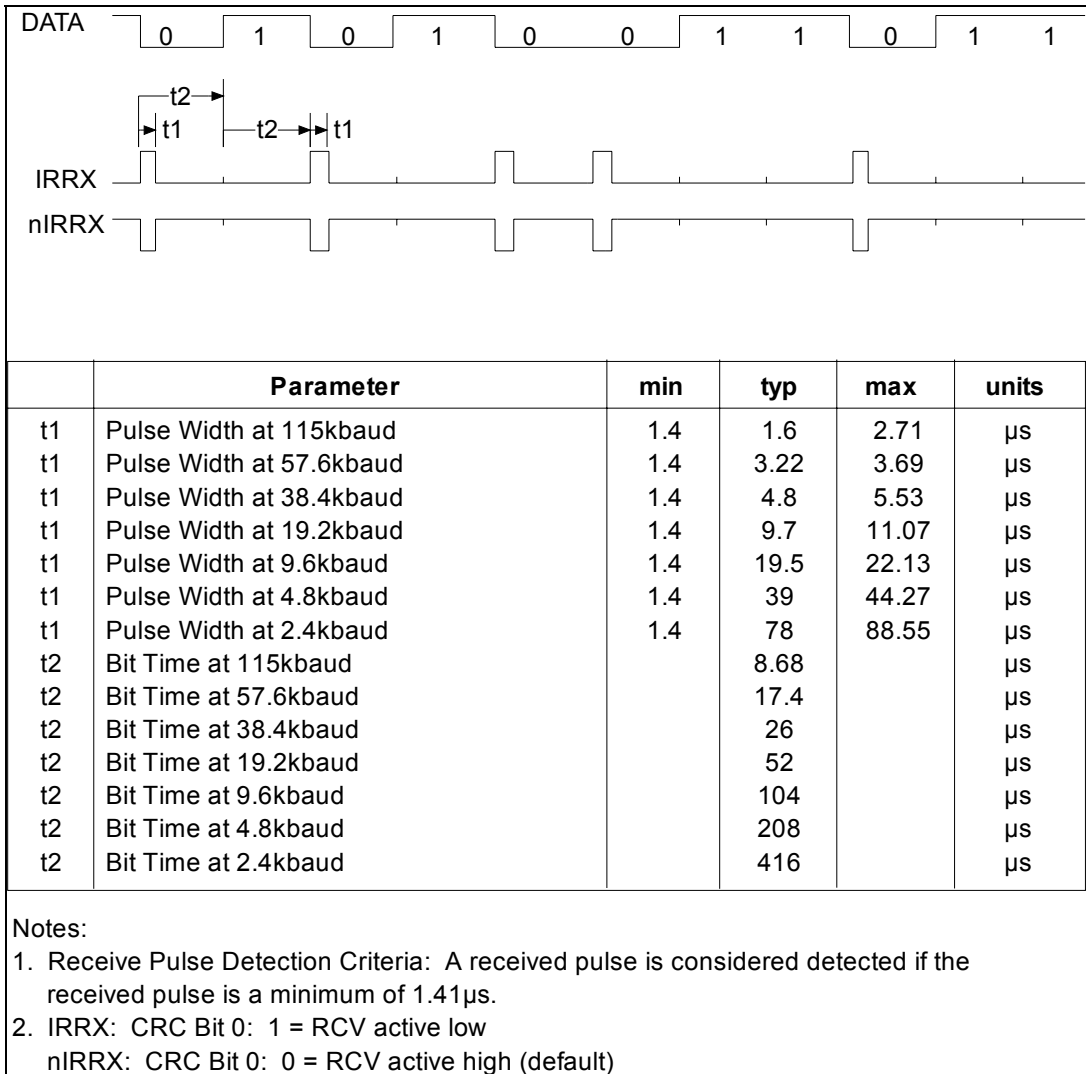 DATA 0 1 0 1 0 0 1 1 0 1 1
t2
t1 t2 t1
IRRX
nIRRX
Parameter min typ max units
t1 Pulse Width at 115kbaud 1.4 1.6 2.71 µs
t1 Pulse Width at 57.6kbaud 1.4 3.22 3.69 µs
t1 Pulse Width at 38.4kbaud 1.4 4.8 5.53 µs
t1 Pulse Width at 19.2kbaud 1.4 9.7 11.07 µs
t1 Pulse Width at 9.6kbaud 1.4 19.5 22.13 µs
t1 Pulse Width at 4.8kbaud 1.4 39 44.27 µs
t1 Pulse Width at 2.4kbaud 1.4 78 88.55 µs
t2 Bit Time at 115kbaud 8.68 µs
t2 Bit Time at 57.6kbaud 17.4 µs
t2 Bit Time at 38.4kbaud 26 µs
t2 Bit Time at 19.2kbaud 52 µs
t2 Bit Time at 9.6kbaud 104 µs
t2 Bit Time at 4.8kbaud 208 µs
t2 Bit Time at 2.4kbaud 416 µs
Notes:
1. Receive Pulse Detection Criteria: A received pulse is considered detected if the
received pulse is a minimum of 1.41µs.
2. IRRX: CRC Bit 0: 1 = RCV active low
nIRRX: CRC Bit 0: 0 = RCV active high (default)